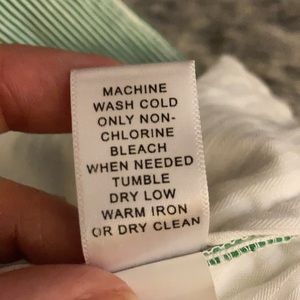 MACHINE
WASH COLD
ONLY NON-
CHLORINE
BLEACH
WHEN NEEDED
TUMBLE
DRY LOW
WARM IRON
OR DRY CLEAN